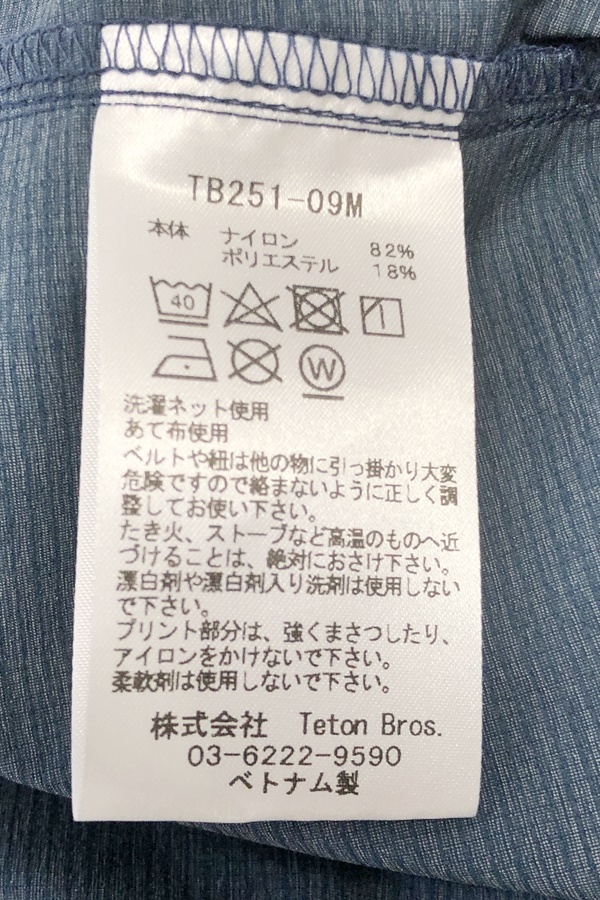 TB251-09M
本体 ナイロン 82%
ポリエステル 18%
40
W
洗濯ネット使用
あて布使用
ベルトや紐は他の物に引っ掛かり大変
危険ですので絡まないように正しく調
整してお使い下さい。
たき火、ストーブなど高温のものへ近
づけることは、絶対におさけ下さい。
漂白剤や漂白剤入り洗剤は使用しない
で下さい。
プリント部分は、強くまさつしたり、
アイロンをかけないで下さい。
柔軟剤は使用しないで下さい。
株式会社 Teton Bros.
03-6222-9590
ベトナム製